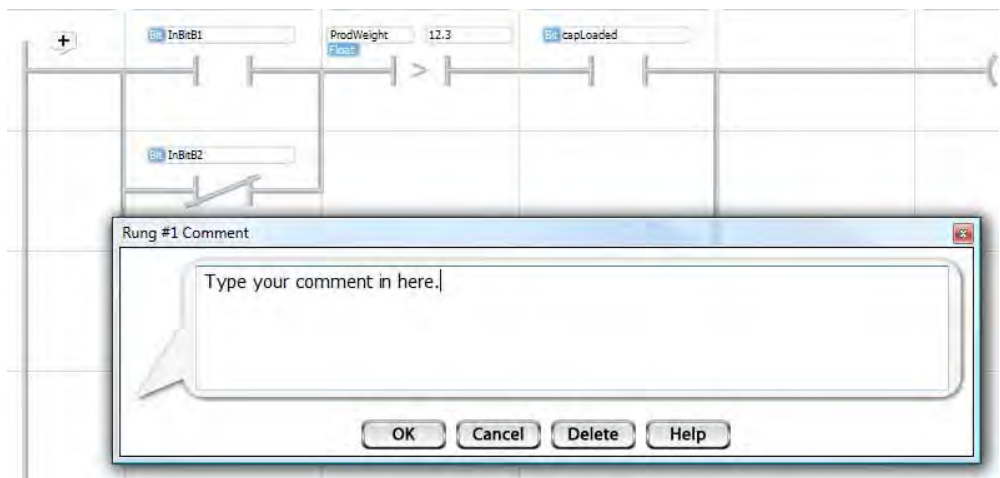 +
Bit InBitB1
ProdWeight 12.3
Float
>
Bit capLoaded
Bit InBitB2
Rung #1 Comment
Type your comment in here.
OK Cancel Delete Help